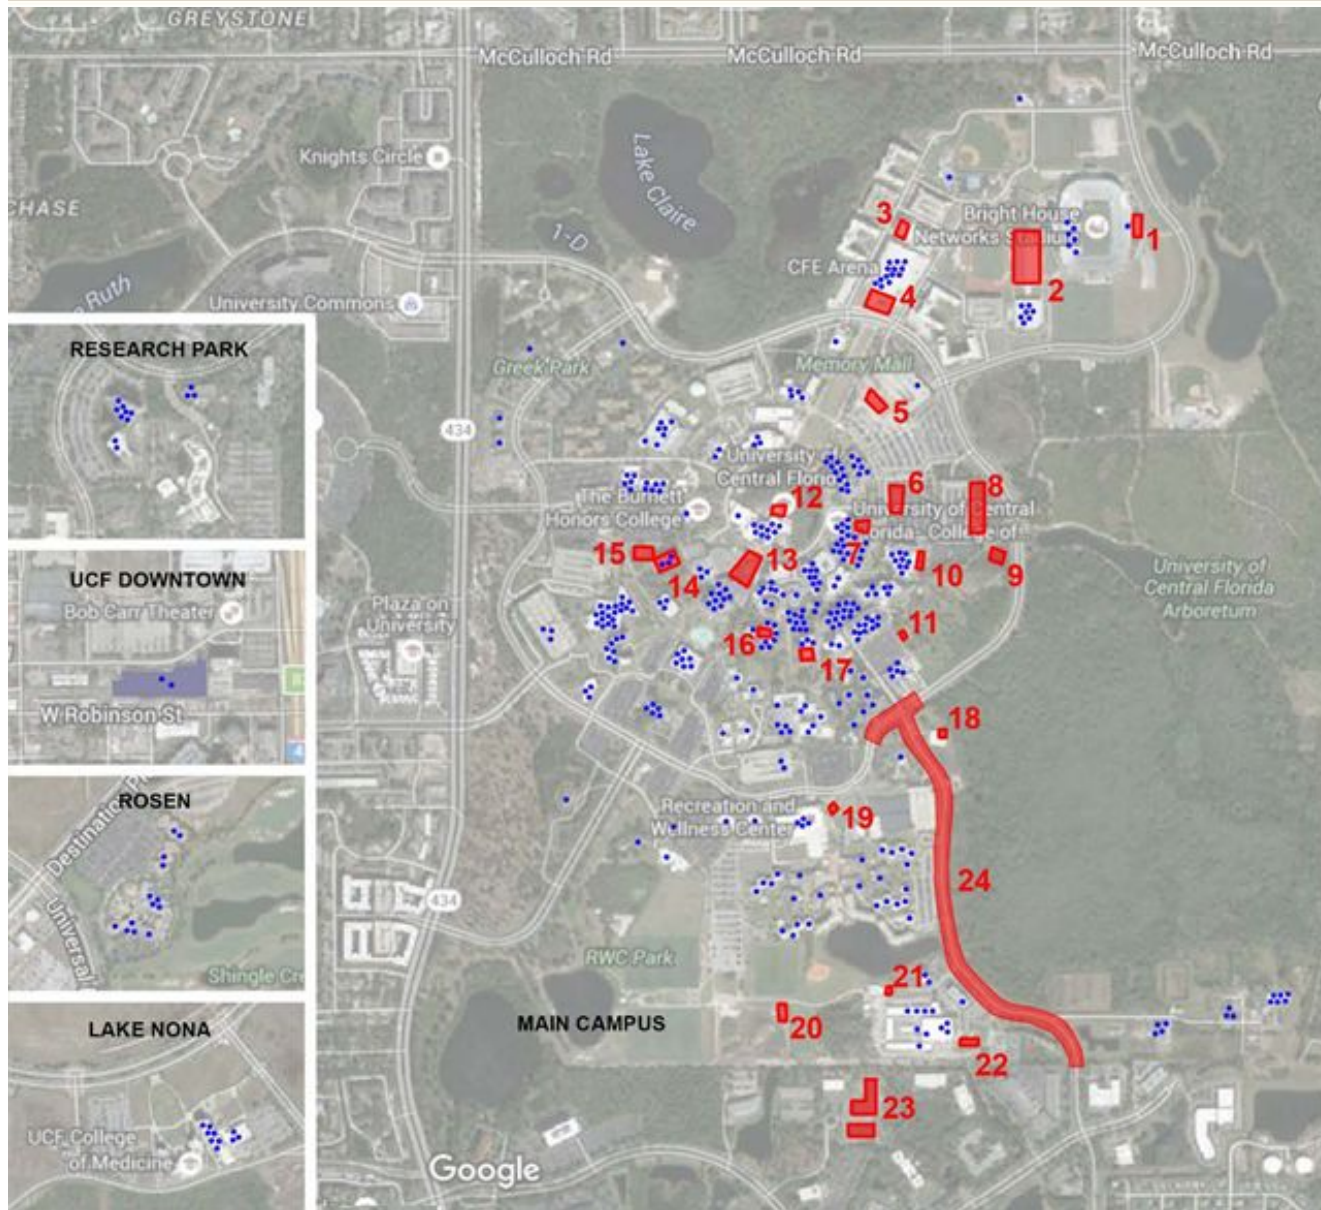 GREYSTONE
McCulloch Rd
McCulloch Rd
McCulloch Rd
Knights Circle
Lake Claire
CHASE
3
Bright House
Networks Stadium
1
1-D
CFE Arena
2
Ruth
University Commons
4
RESEARCH PARK
Greek Park
Memory Mall
5
434
University of
Central Florida
The Burnett
Honors College
12
6
8
University of Central
Florida - College of...
7
15
14
13
10
9
University of
Central Florida
Arboretum
UCF DOWNTOWN
Bob Carr Theater
Plaza on
University
16
11
17
W Robinson St
4
18
ROSEN
Destination
Universal
Shingle Cre
Recreation and
Wellness Center
19
434
24
RWC Park
21
LAKE NONA
MAIN CAMPUS
20
22
UCF College
of Medicine
23
Google